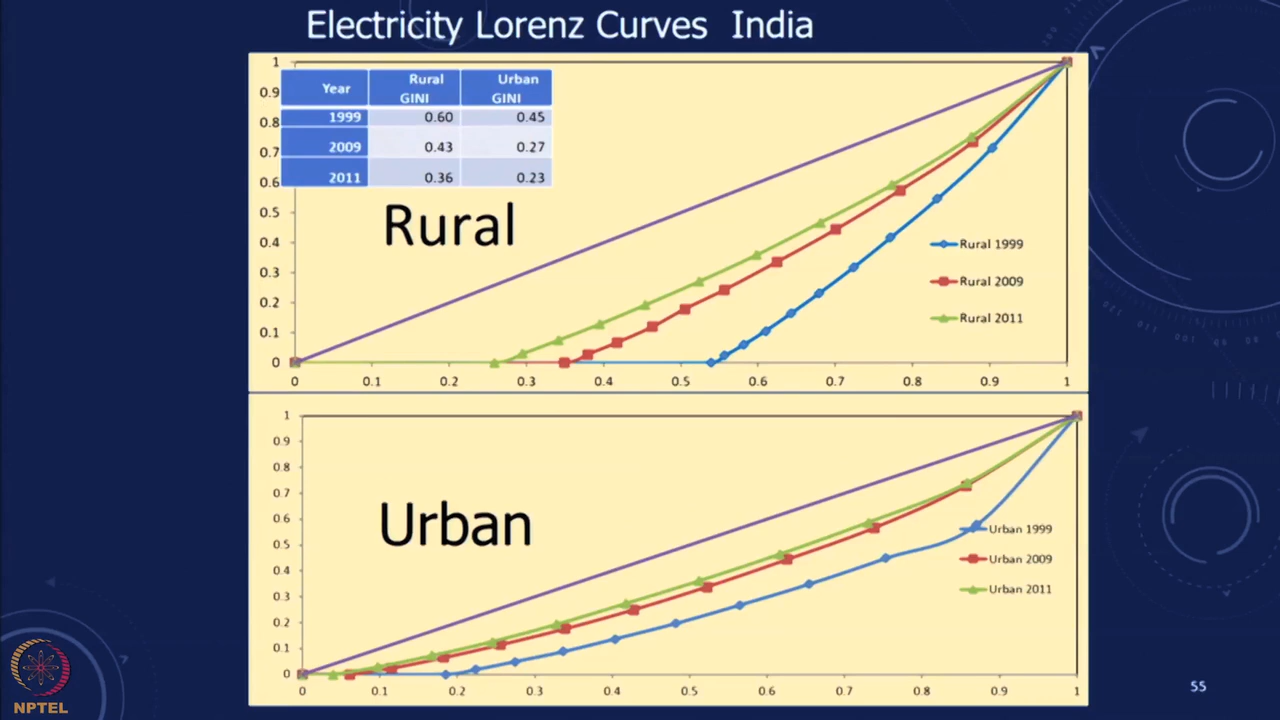 Electricity Lorenz Curves India
1
0.9
0.8
0.7
0.6
0.5
0.4
0.3
0.2
0.1
0
Year Rural GINI Urban GINI
1999 0.60 0.45
2009 0.43 0.27
2011 0.36 0.23
Rural
Rural 1999
Rural 2009
Rural 2011
0 0.1 0.2 0.3 0.4 0.5 0.6 0.7 0.8 0.9 1
1
0.9
0.8
0.7
0.6
0.5
0.4
0.3
0.2
0.1
0
Urban
Urban 1999
Urban 2009
Urban 2011
0 0.1 0.2 0.3 0.4 0.5 0.6 0.7 0.8 0.9 1
NPTEL
55